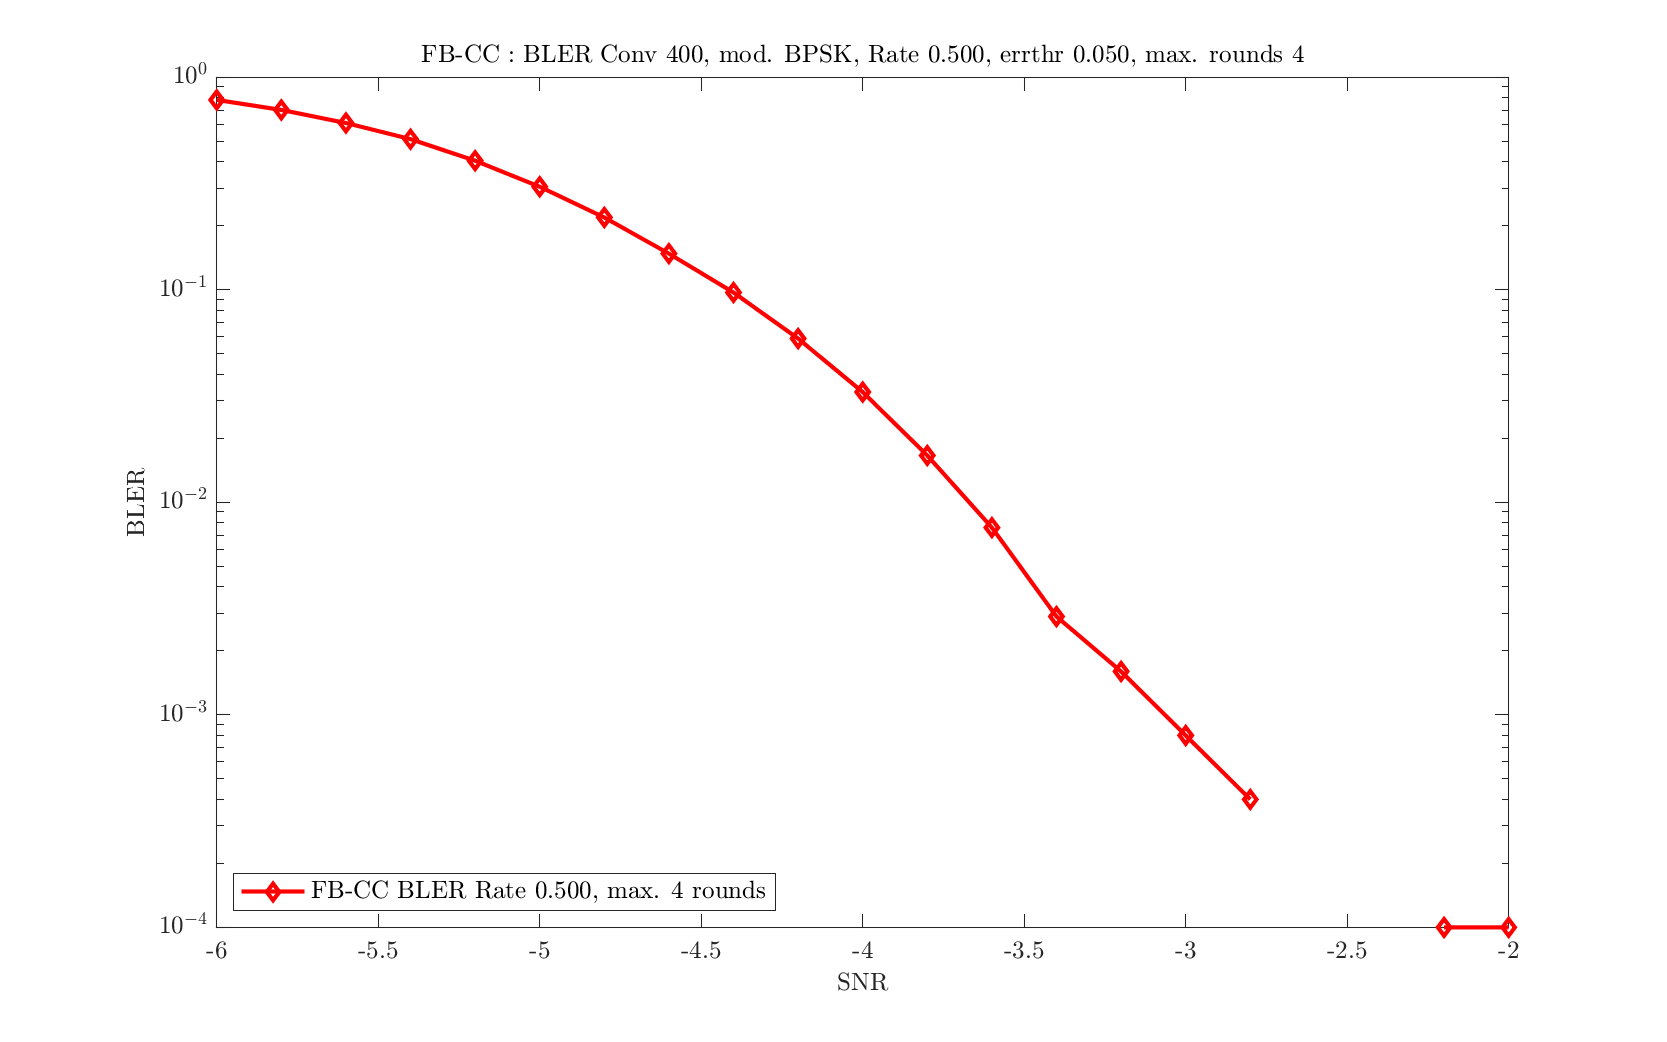 FB-CC : BLER Conv 400, mod. BPSK, Rate 0.500, errthr 0.050, max. rounds 4
10^0
10^-1
10^-2
10^-3
10^-4
BLER
FB-CC BLER Rate 0.500, max. 4 rounds
-6 -5.5 -5 -4.5 -4 -3.5 -3 -2.5 -2
SNR